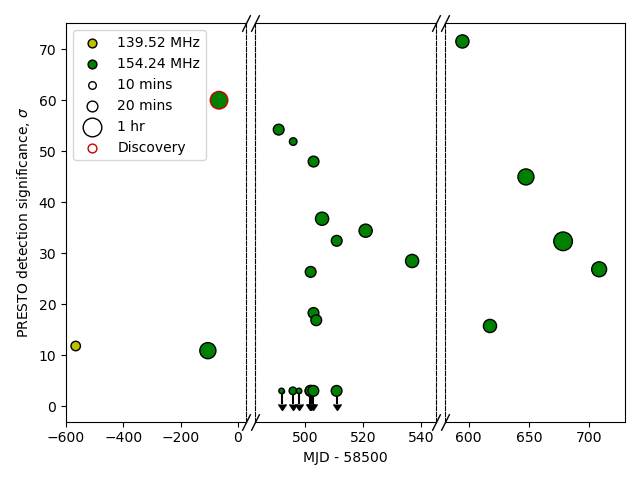 139.52 MHz
154.24 MHz
10 mins
20 mins
1 hr
Discovery
PRESTO detection significance, σ
70
60
50
40
30
20
10
0
−600 −400 −200 0 500 520 540 600 650 700
MJD - 58500